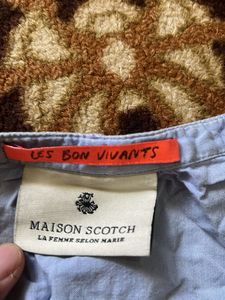 LES BON VIVANTS
MAISON SCOTCH
LA FEMME SELON MARIE